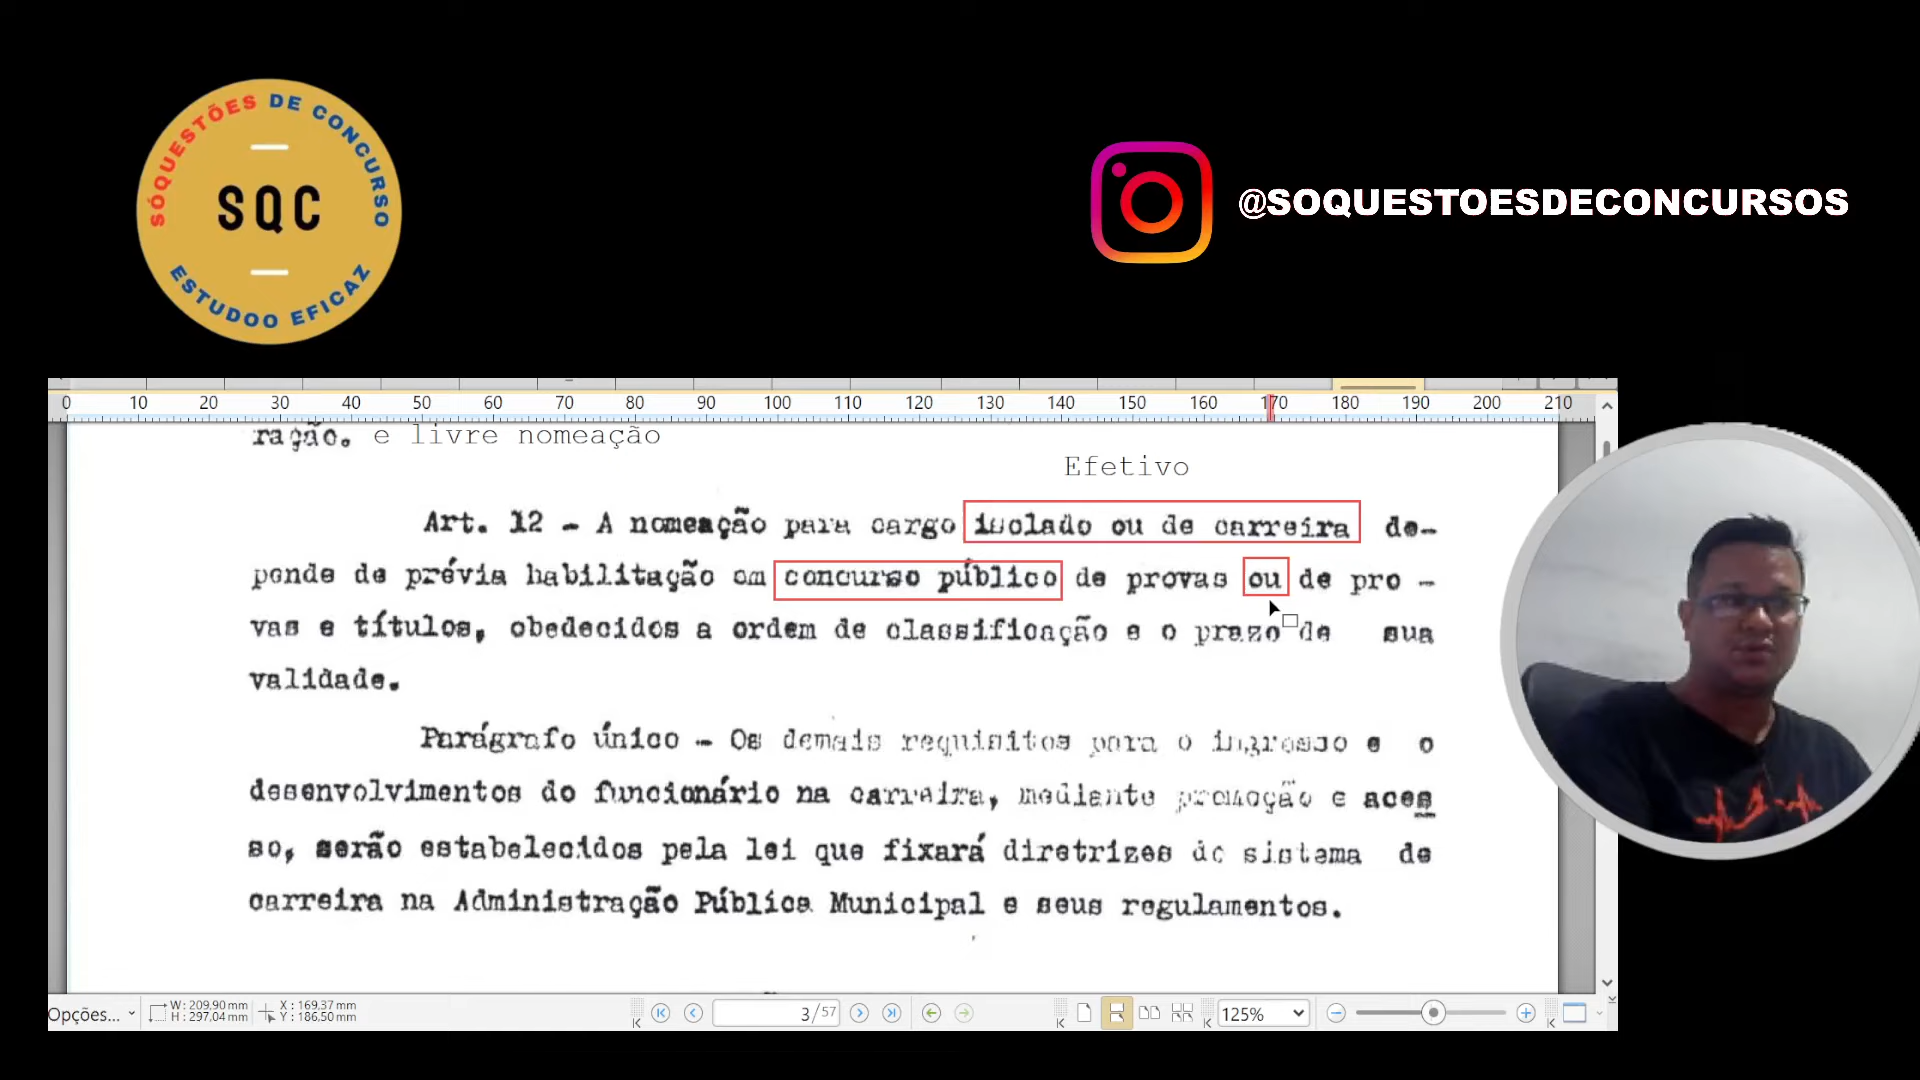 SÓQUESTÕES DE CONCURSO
SQC
ESTUDOO EFICAZ
@SOQUESTOESDECONCURSOS
0 10 20 30 40 50 60 70 80 90 100 110 120 130 140 150 160 170 180 190 200 210
ração. e livre nomeação
Efetivo
Art. 12 - A nomeação para cargo isolado ou de carreira de-
pende de prévia habilitação em concurso público de provas ou de pro -
vas e títulos, obedecidos a ordem de classificação e o prazo de sua
validade.
Parágrafo único - Os demais requisitos para o ingresso e o
desenvolvimentos do funcionário na carreira, mediante promoção e aces
so, serão estabelecidos pela lei que fixará diretrizes do sistema de
carreira na Administração Pública Municipal e seus regulamentos.
Opções... W: 209,90 mm X: 169,37 mm 3/57 125%
H: 297,04 mm Y: 186,50 mm